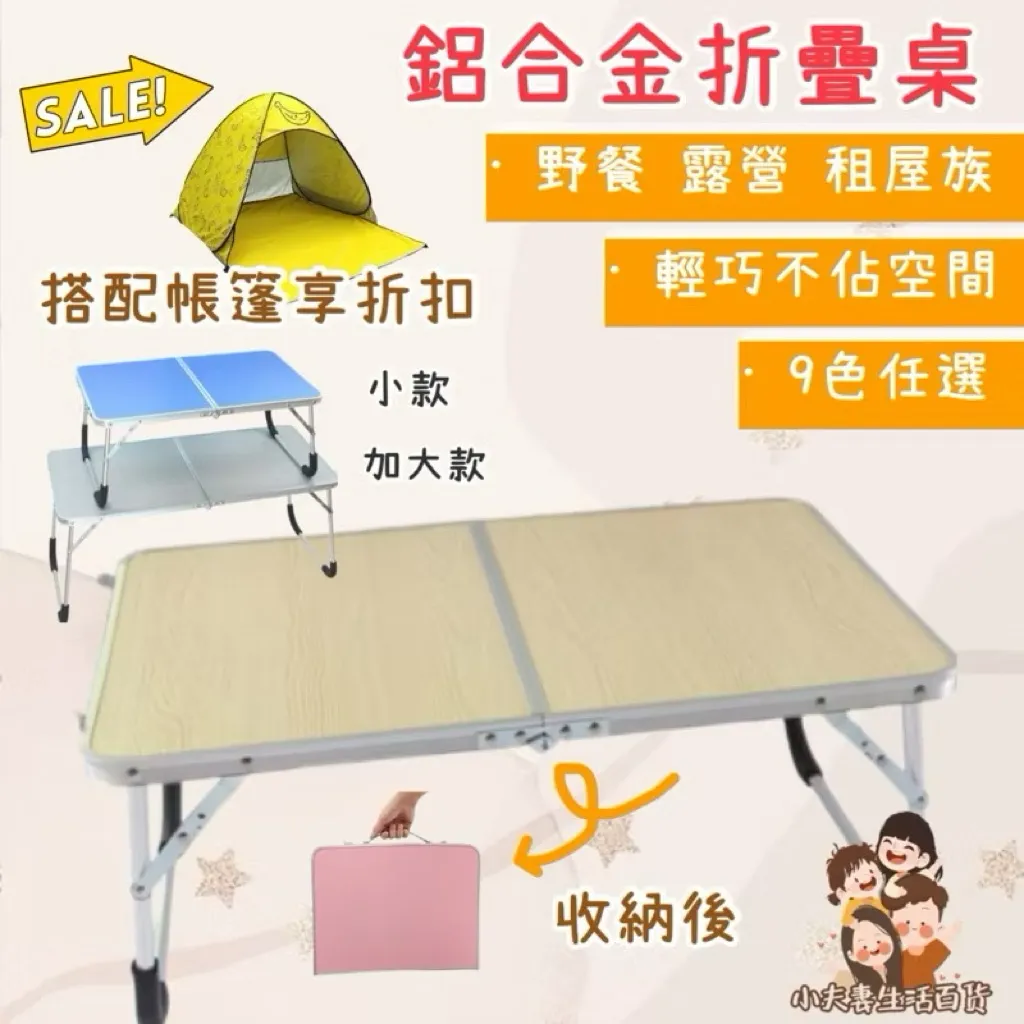 鋁合金折疊桌
SALE!
· 野餐 露營 租屋族
· 輕巧不佔空間
· 9色任選
搭配帳篷享折扣
小款
加大款
收納後
小夫妻生活百货